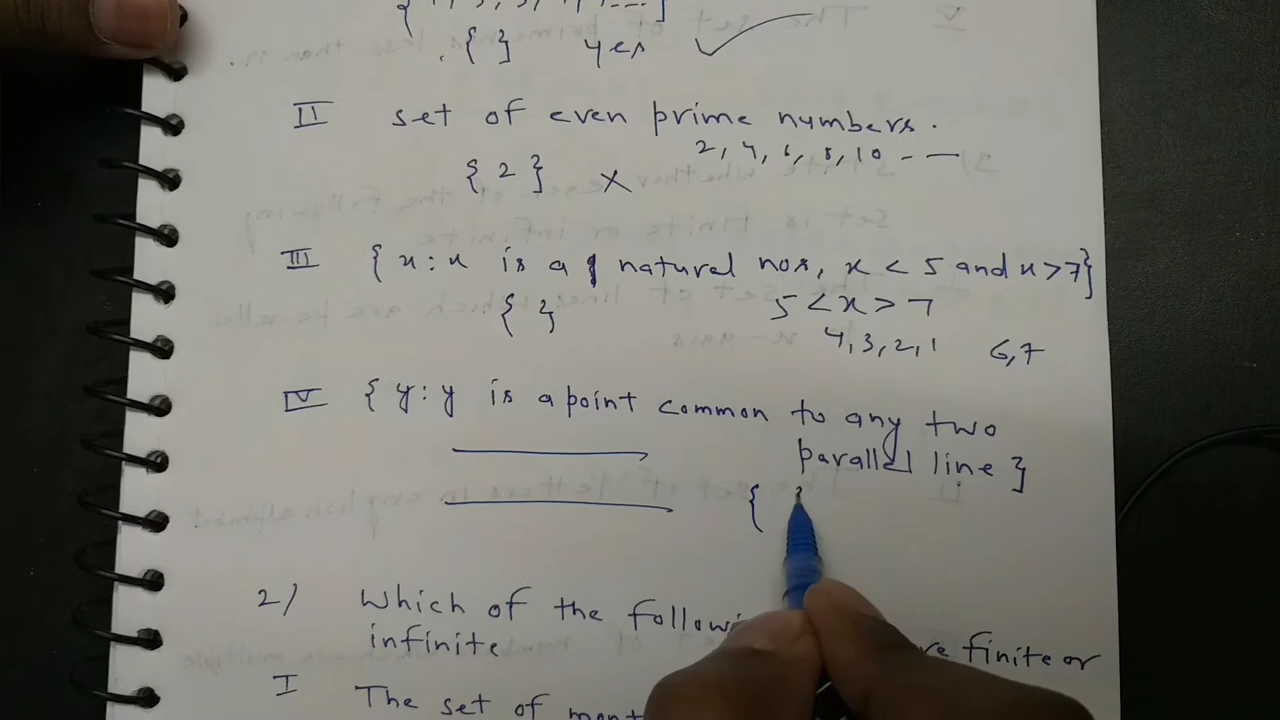 { } yes
II set of even prime numbers.
2, 4, 6, 8, 10 - —
{ 2 } ×
III { x : x is a natural nos, x < 5 and x > 7 }
{ } 5 < x > 7
4, 3, 2, 1 6, 7
IV { y : y is a point common to any two
parallel line }
{ }
2) Which of the following are finite or
infinite
I The set of